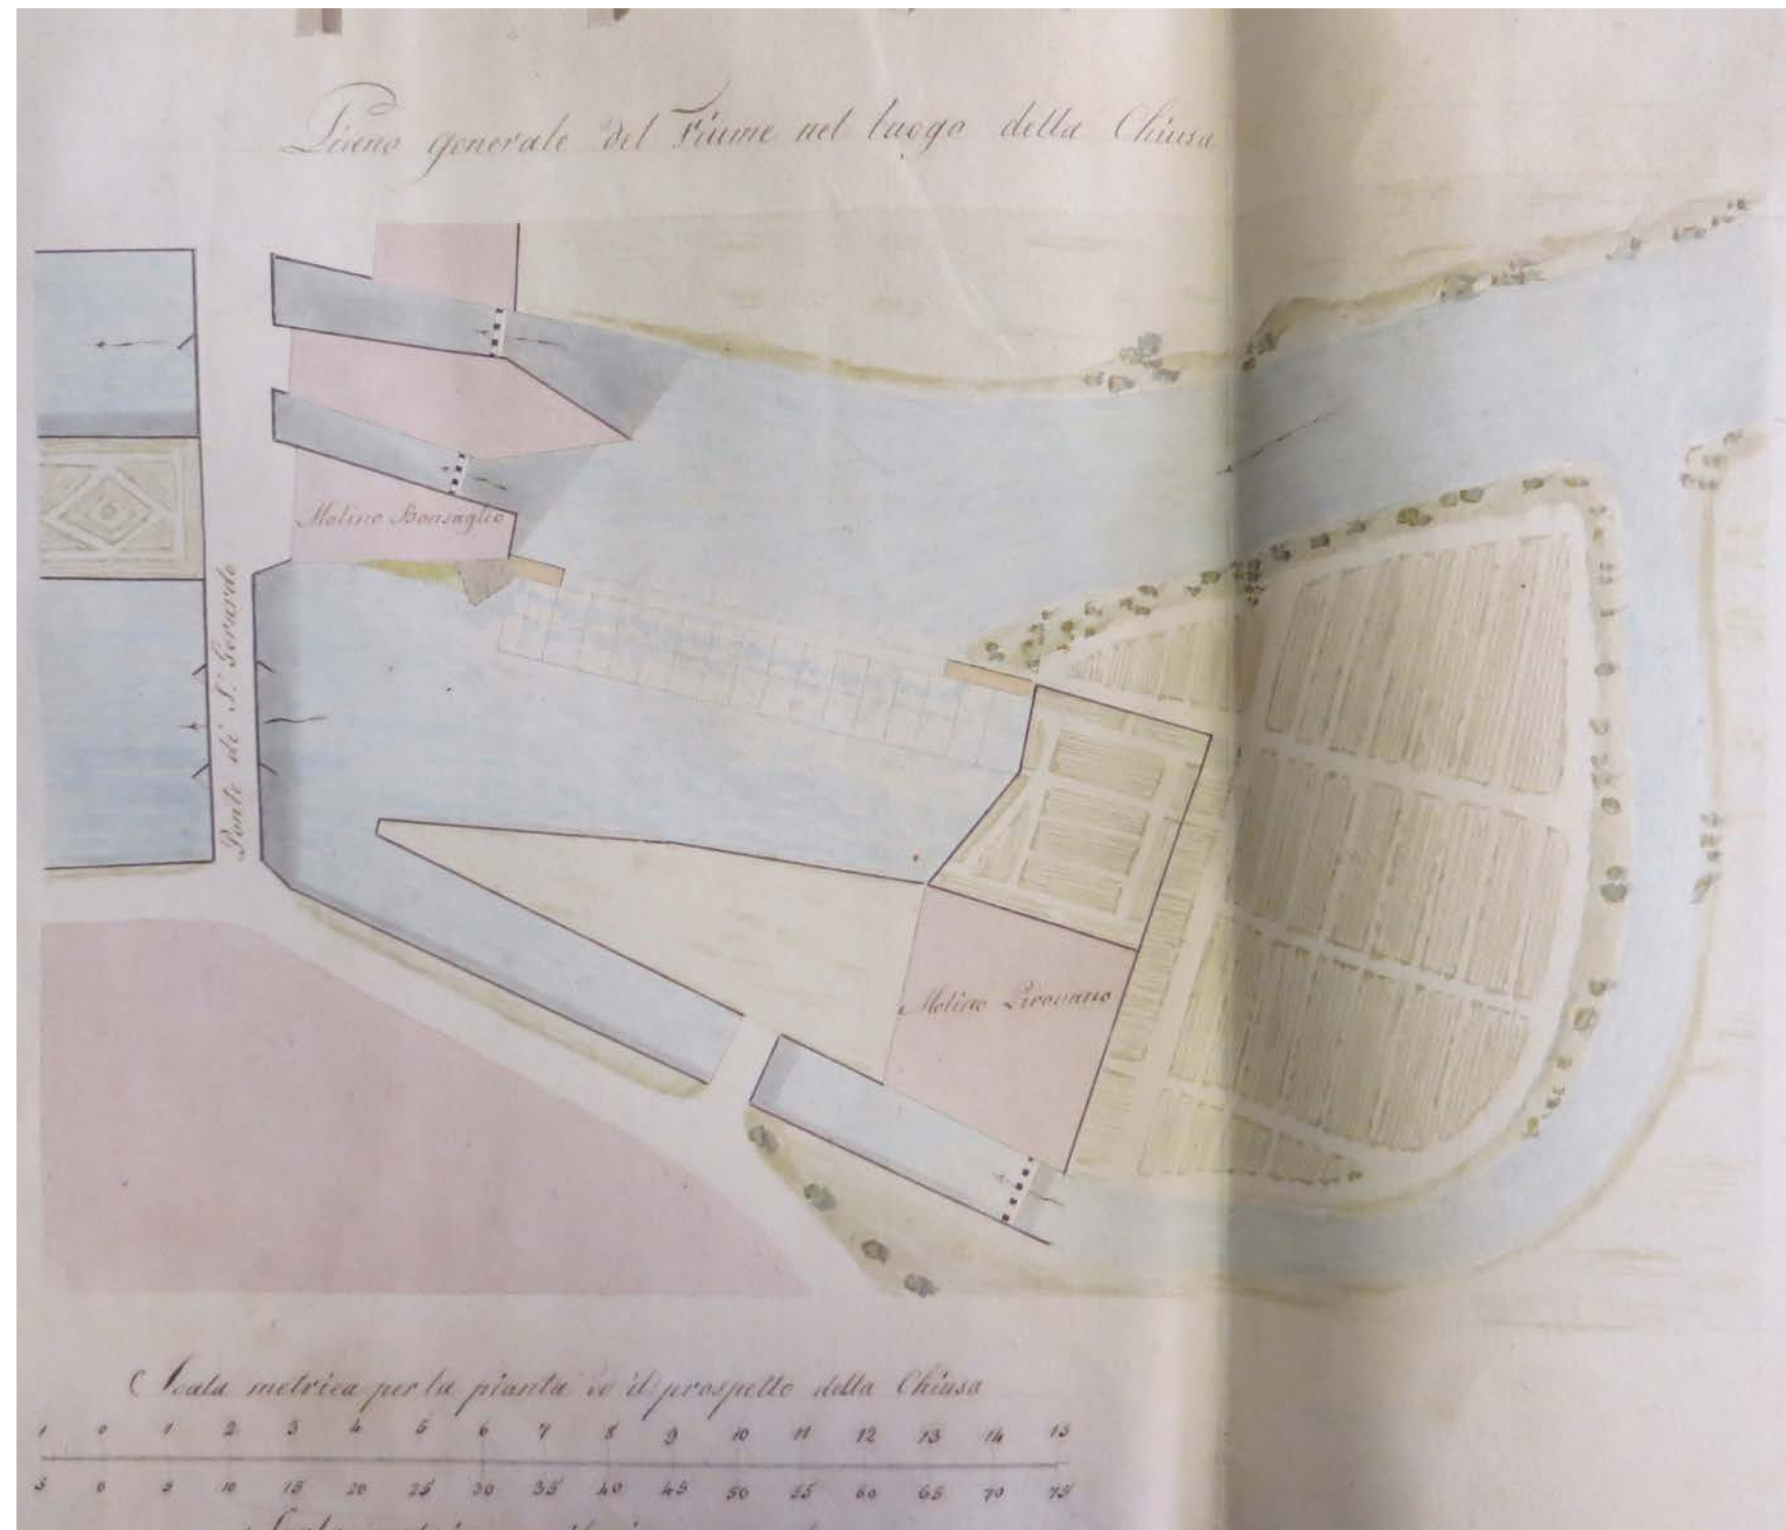 Piano generale del Fiume nel luogo della Chiusa
Molino Bonsaglio
Ponte di S. Gerardo
Molino Pirovano
Scala metrica per la pianta ed il prospetto della Chiusa
1 0 1 2 3 4 5 6 7 8 9 10 11 12 13 14 15
5 0 5 10 15 20 25 30 35 40 45 50 55 60 65 70 75